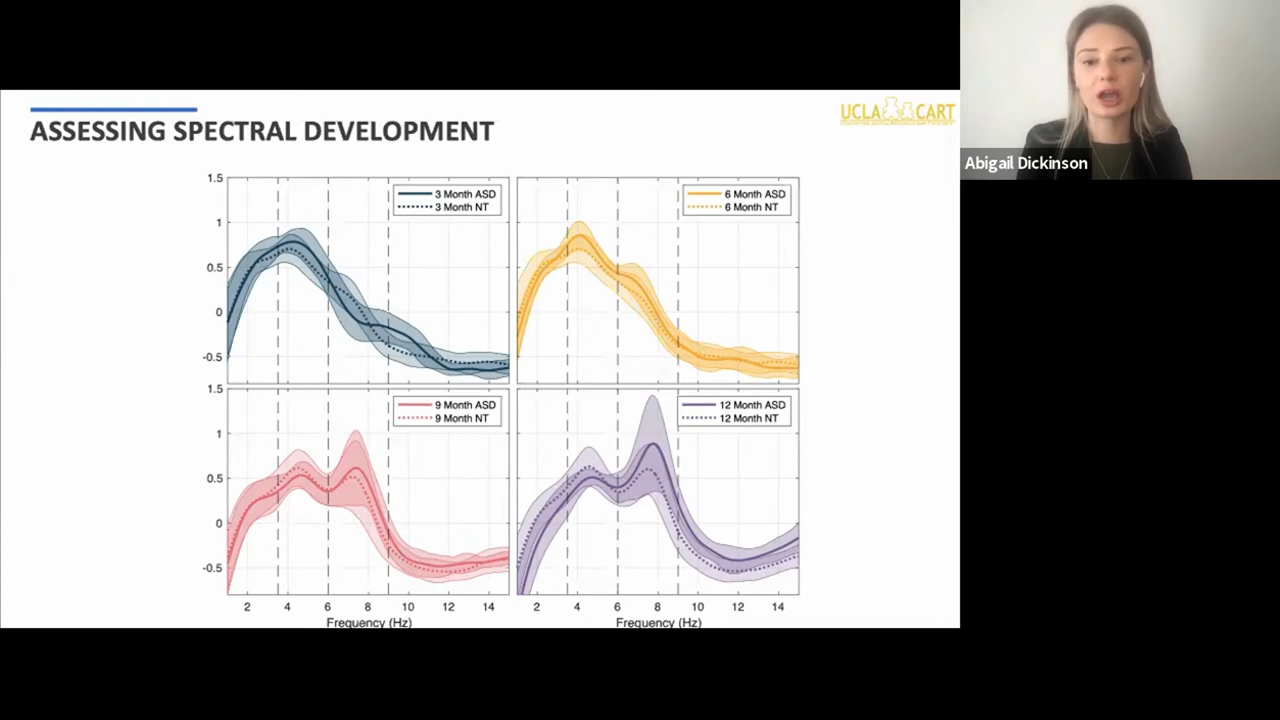 ASSESSING SPECTRAL DEVELOPMENT
UCLA CART
Abigail Dickinson
1.5
1
0.5
0
-0.5
3 Month ASD
3 Month NT
6 Month ASD
6 Month NT
1.5
1
0.5
0
-0.5
9 Month ASD
9 Month NT
12 Month ASD
12 Month NT
2 4 6 8 10 12 14
2 4 6 8 10 12 14
Frequency (Hz)
Frequency (Hz)